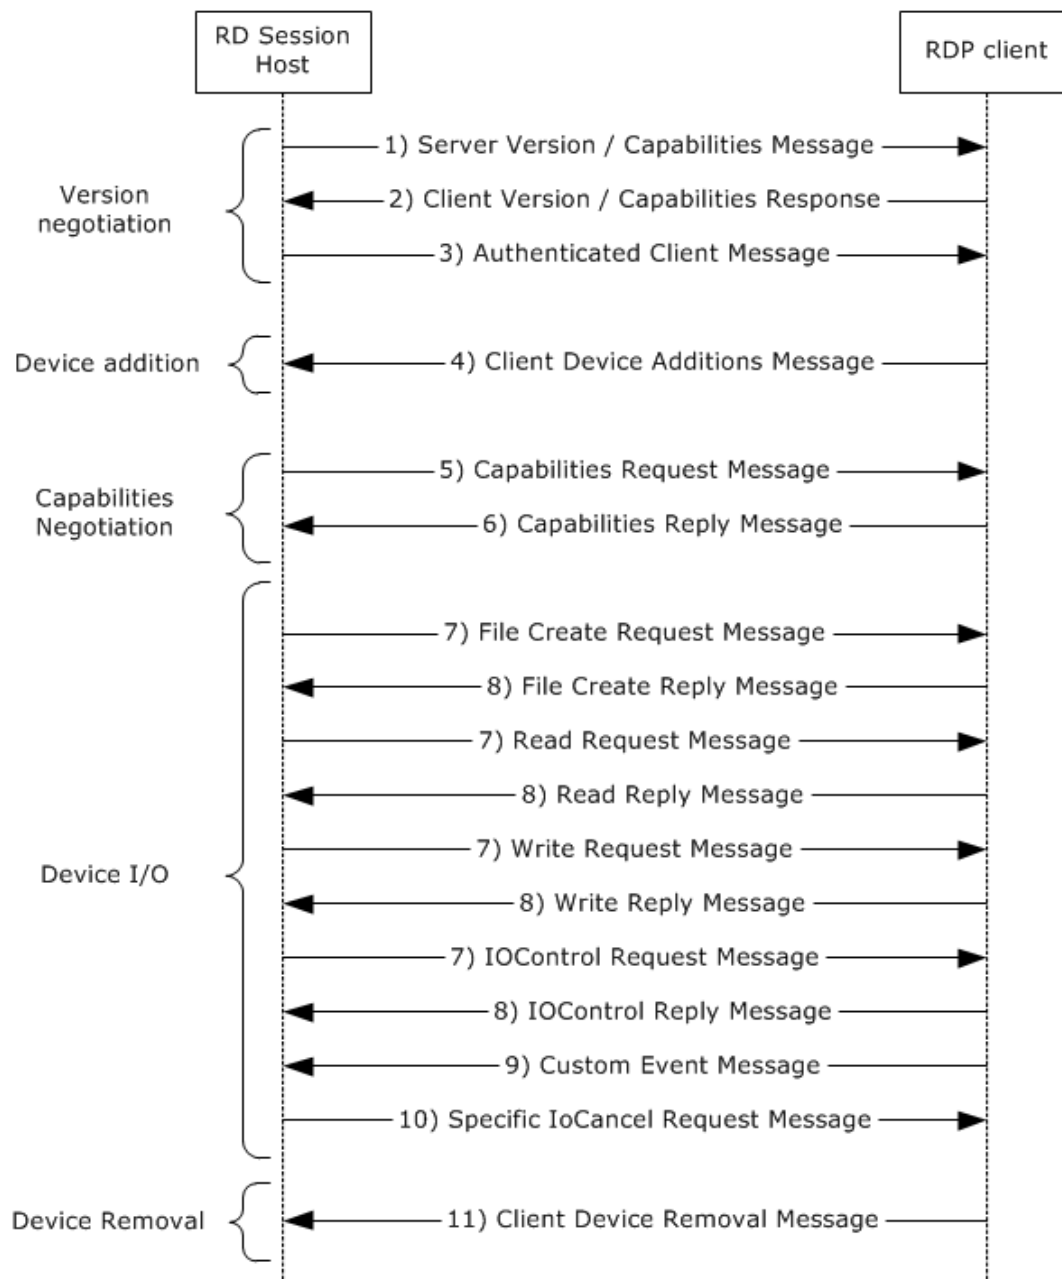 RD Session
Host
RDP client
1) Server Version / Capabilities Message
Version
negotiation
2) Client Version / Capabilities Response
3) Authenticated Client Message
Device addition
4) Client Device Additions Message
Capabilities
Negotiation
5) Capabilities Request Message
6) Capabilities Reply Message
Device I/O
7) File Create Request Message
8) File Create Reply Message
7) Read Request Message
8) Read Reply Message
7) Write Request Message
8) Write Reply Message
7) IOControl Request Message
8) IOControl Reply Message
9) Custom Event Message
10) Specific IoCancel Request Message
Device Removal
11) Client Device Removal Message